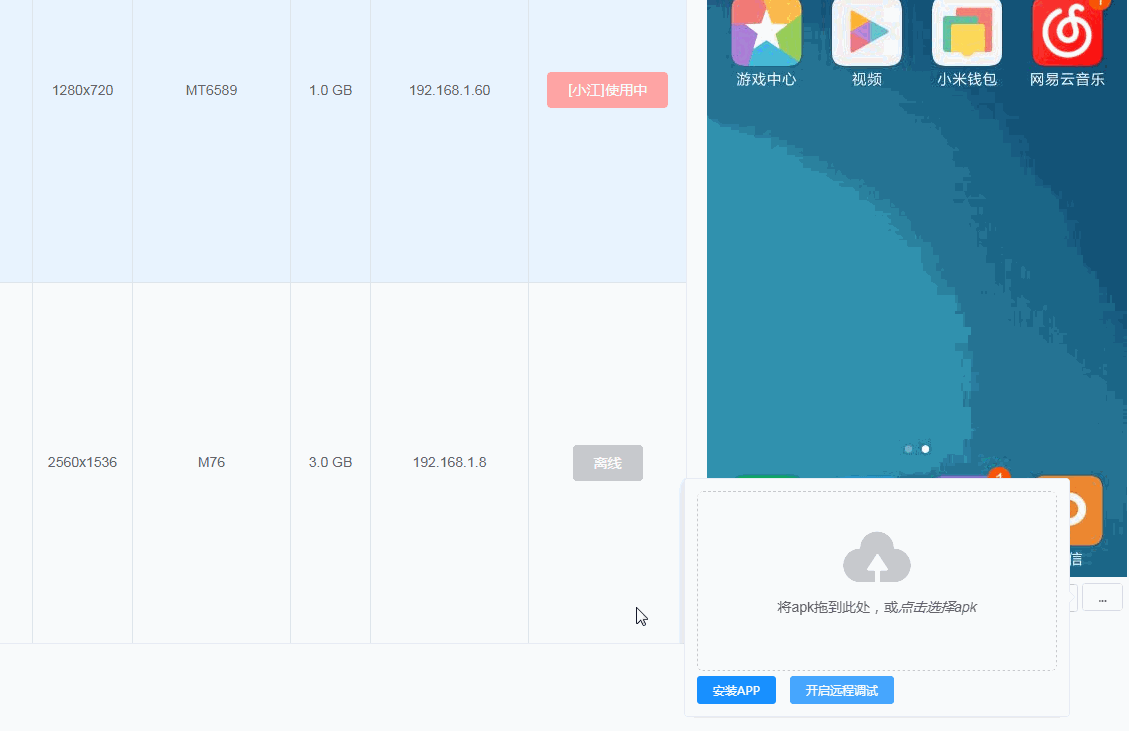 1280x720 MT6589 1.0 GB 192.168.1.60 [小江]使用中
2560x1536 M76 3.0 GB 192.168.1.8 离线
1
游戏中心 视频 小米钱包 网易云音乐
1
信
将apk拖到此处，或点击选择apk
安装APP 开启远程调试
...